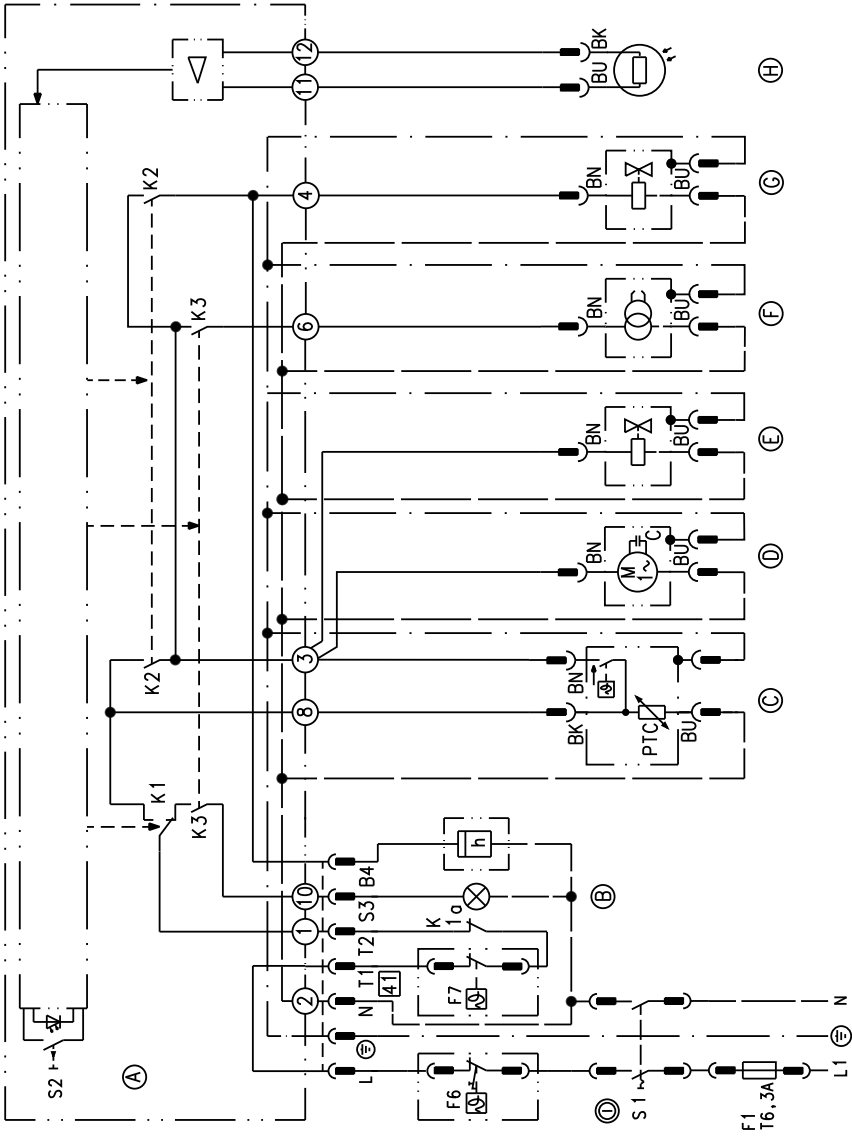 12
BK
11
BU
H
K2
4
BN
BU
G
K3
6
BN
BU
F
BN
BU
E
BN
C
M
1~
BU
D
K2
3
BN
8
BK
PTC
BU
C
K1
K3
h
B4
10
S3
B
1
K
1a
T2
T1
41
F7
2
N
N
S2
A
L
F6
I
S1
F1
T6,3A
L1